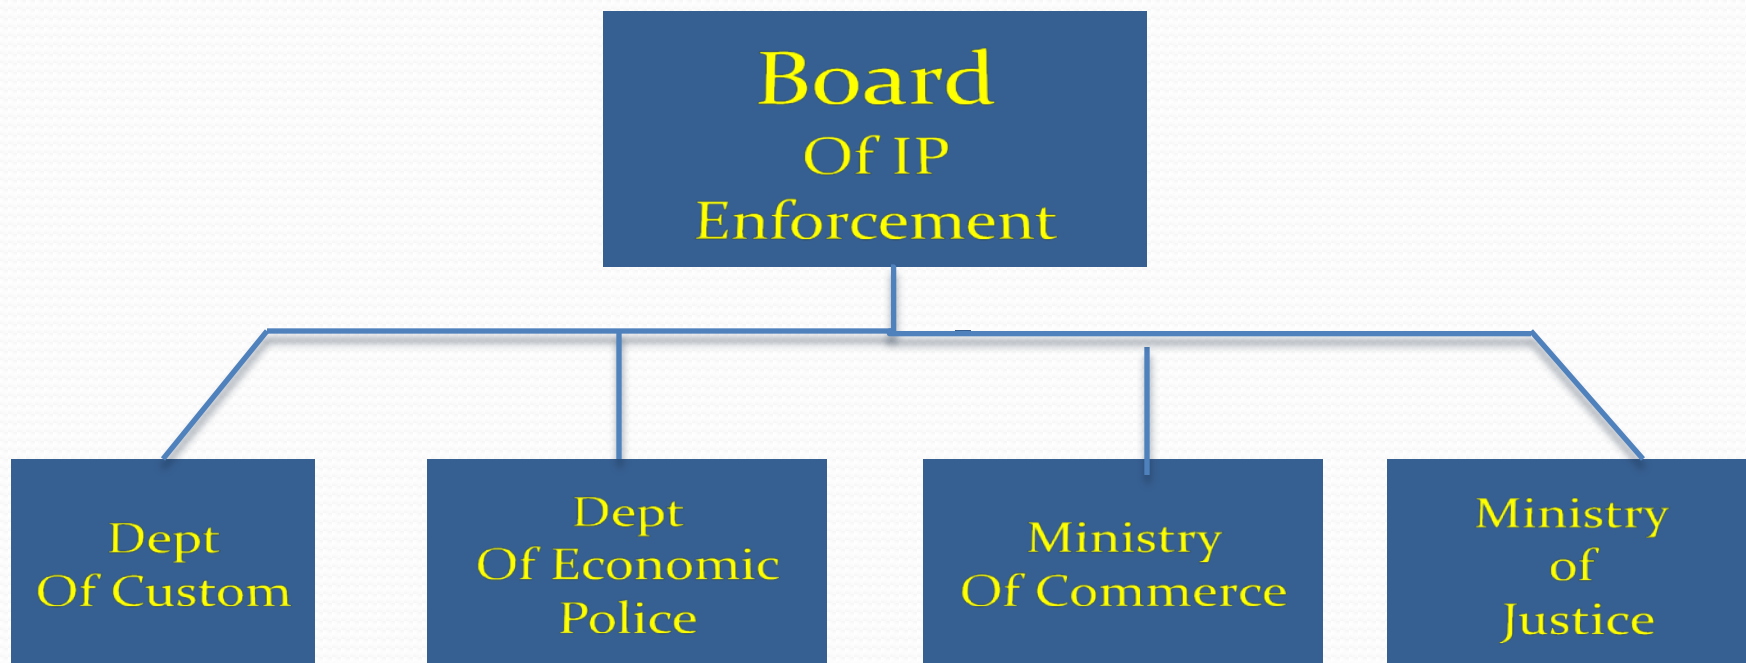 Board
Of IP
Enforcement
Dept
Of Custom
Dept
Of Economic
Police
Ministry
Of Commerce
Ministry
of
Justice